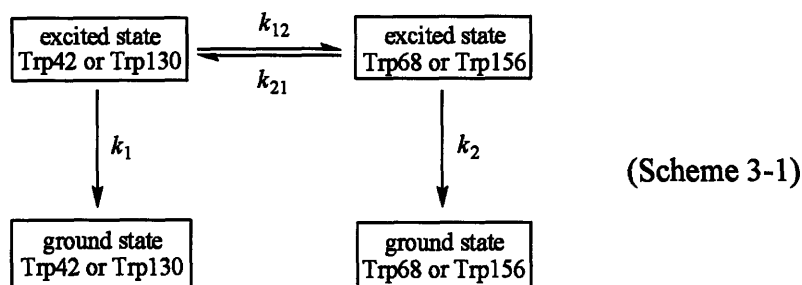 excited state
Trp42 or Trp130
k12
k21
excited state
Trp68 or Trp156
k1
k2
(Scheme 3-1)
ground state
Trp42 or Trp130
ground state
Trp68 or Trp156